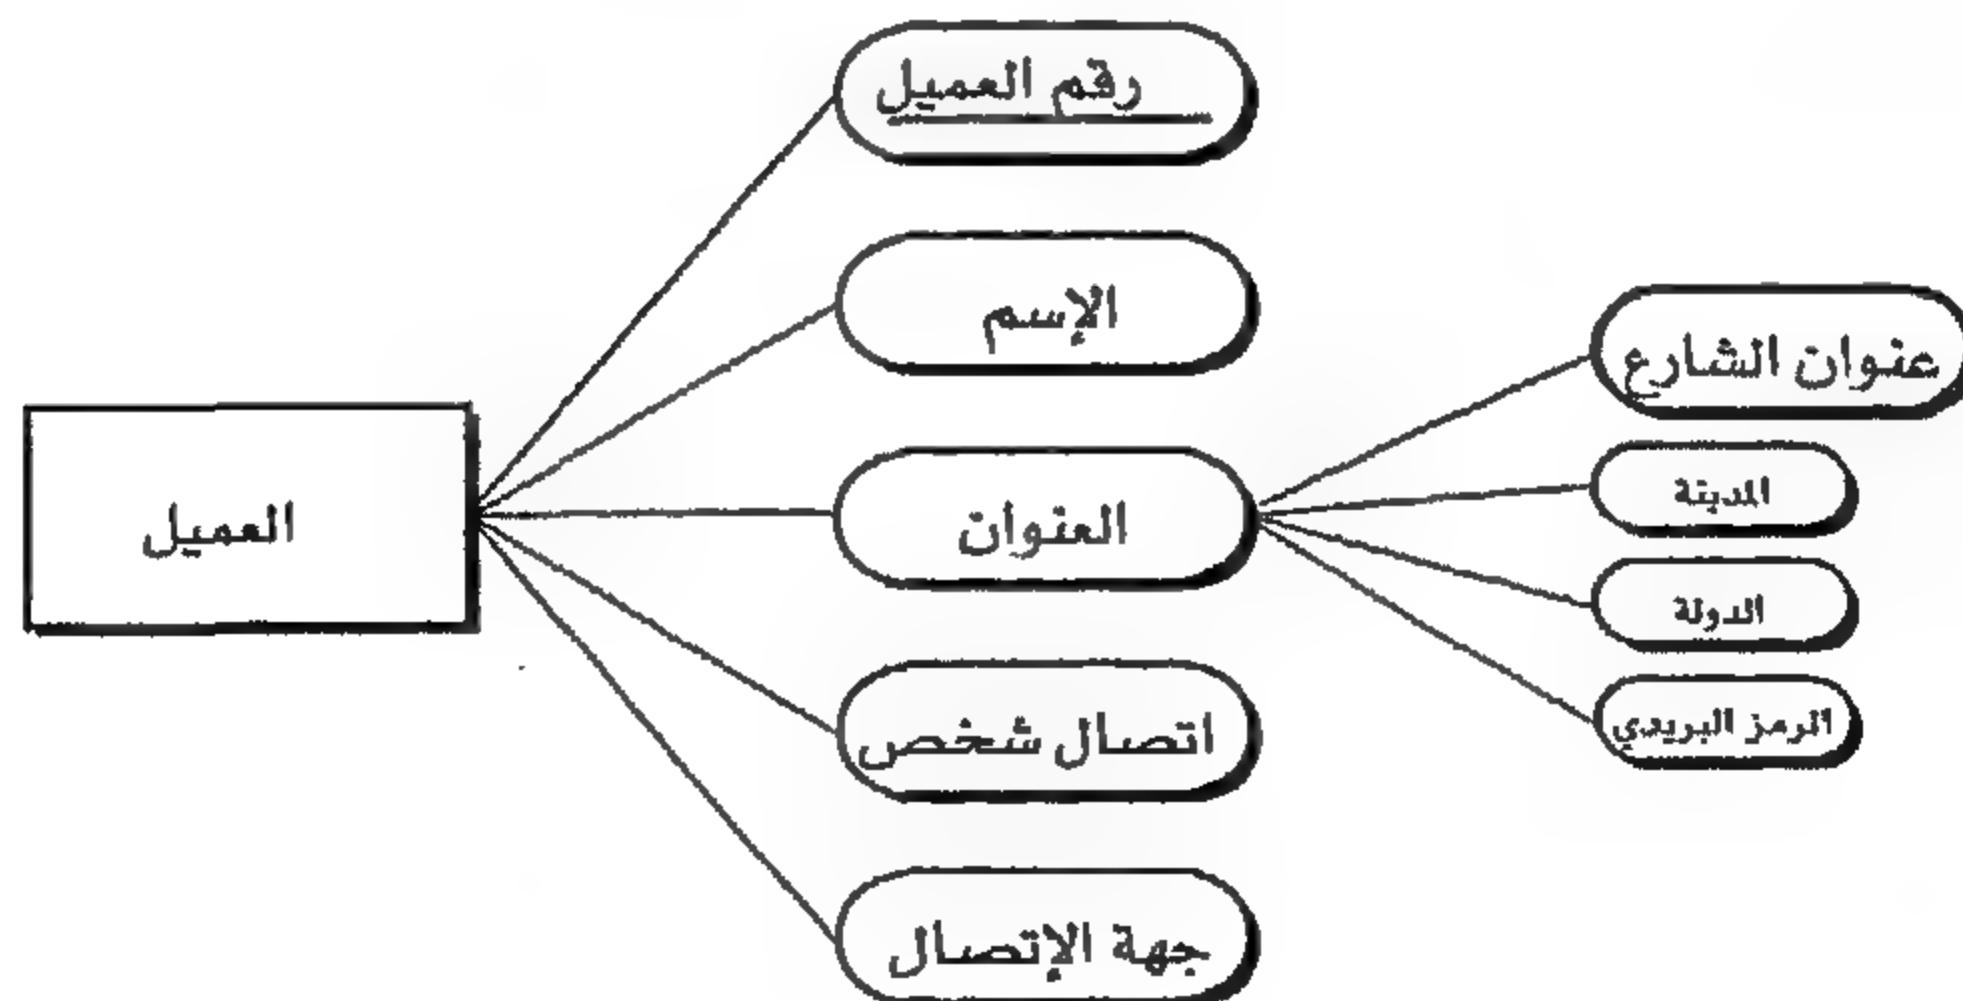 العميل
رقم العميل
الإسم
العنوان
اتصال شخص
جهة الإتصال
عنوان الشارع
المدينة
الدولة
الرمز البريدي